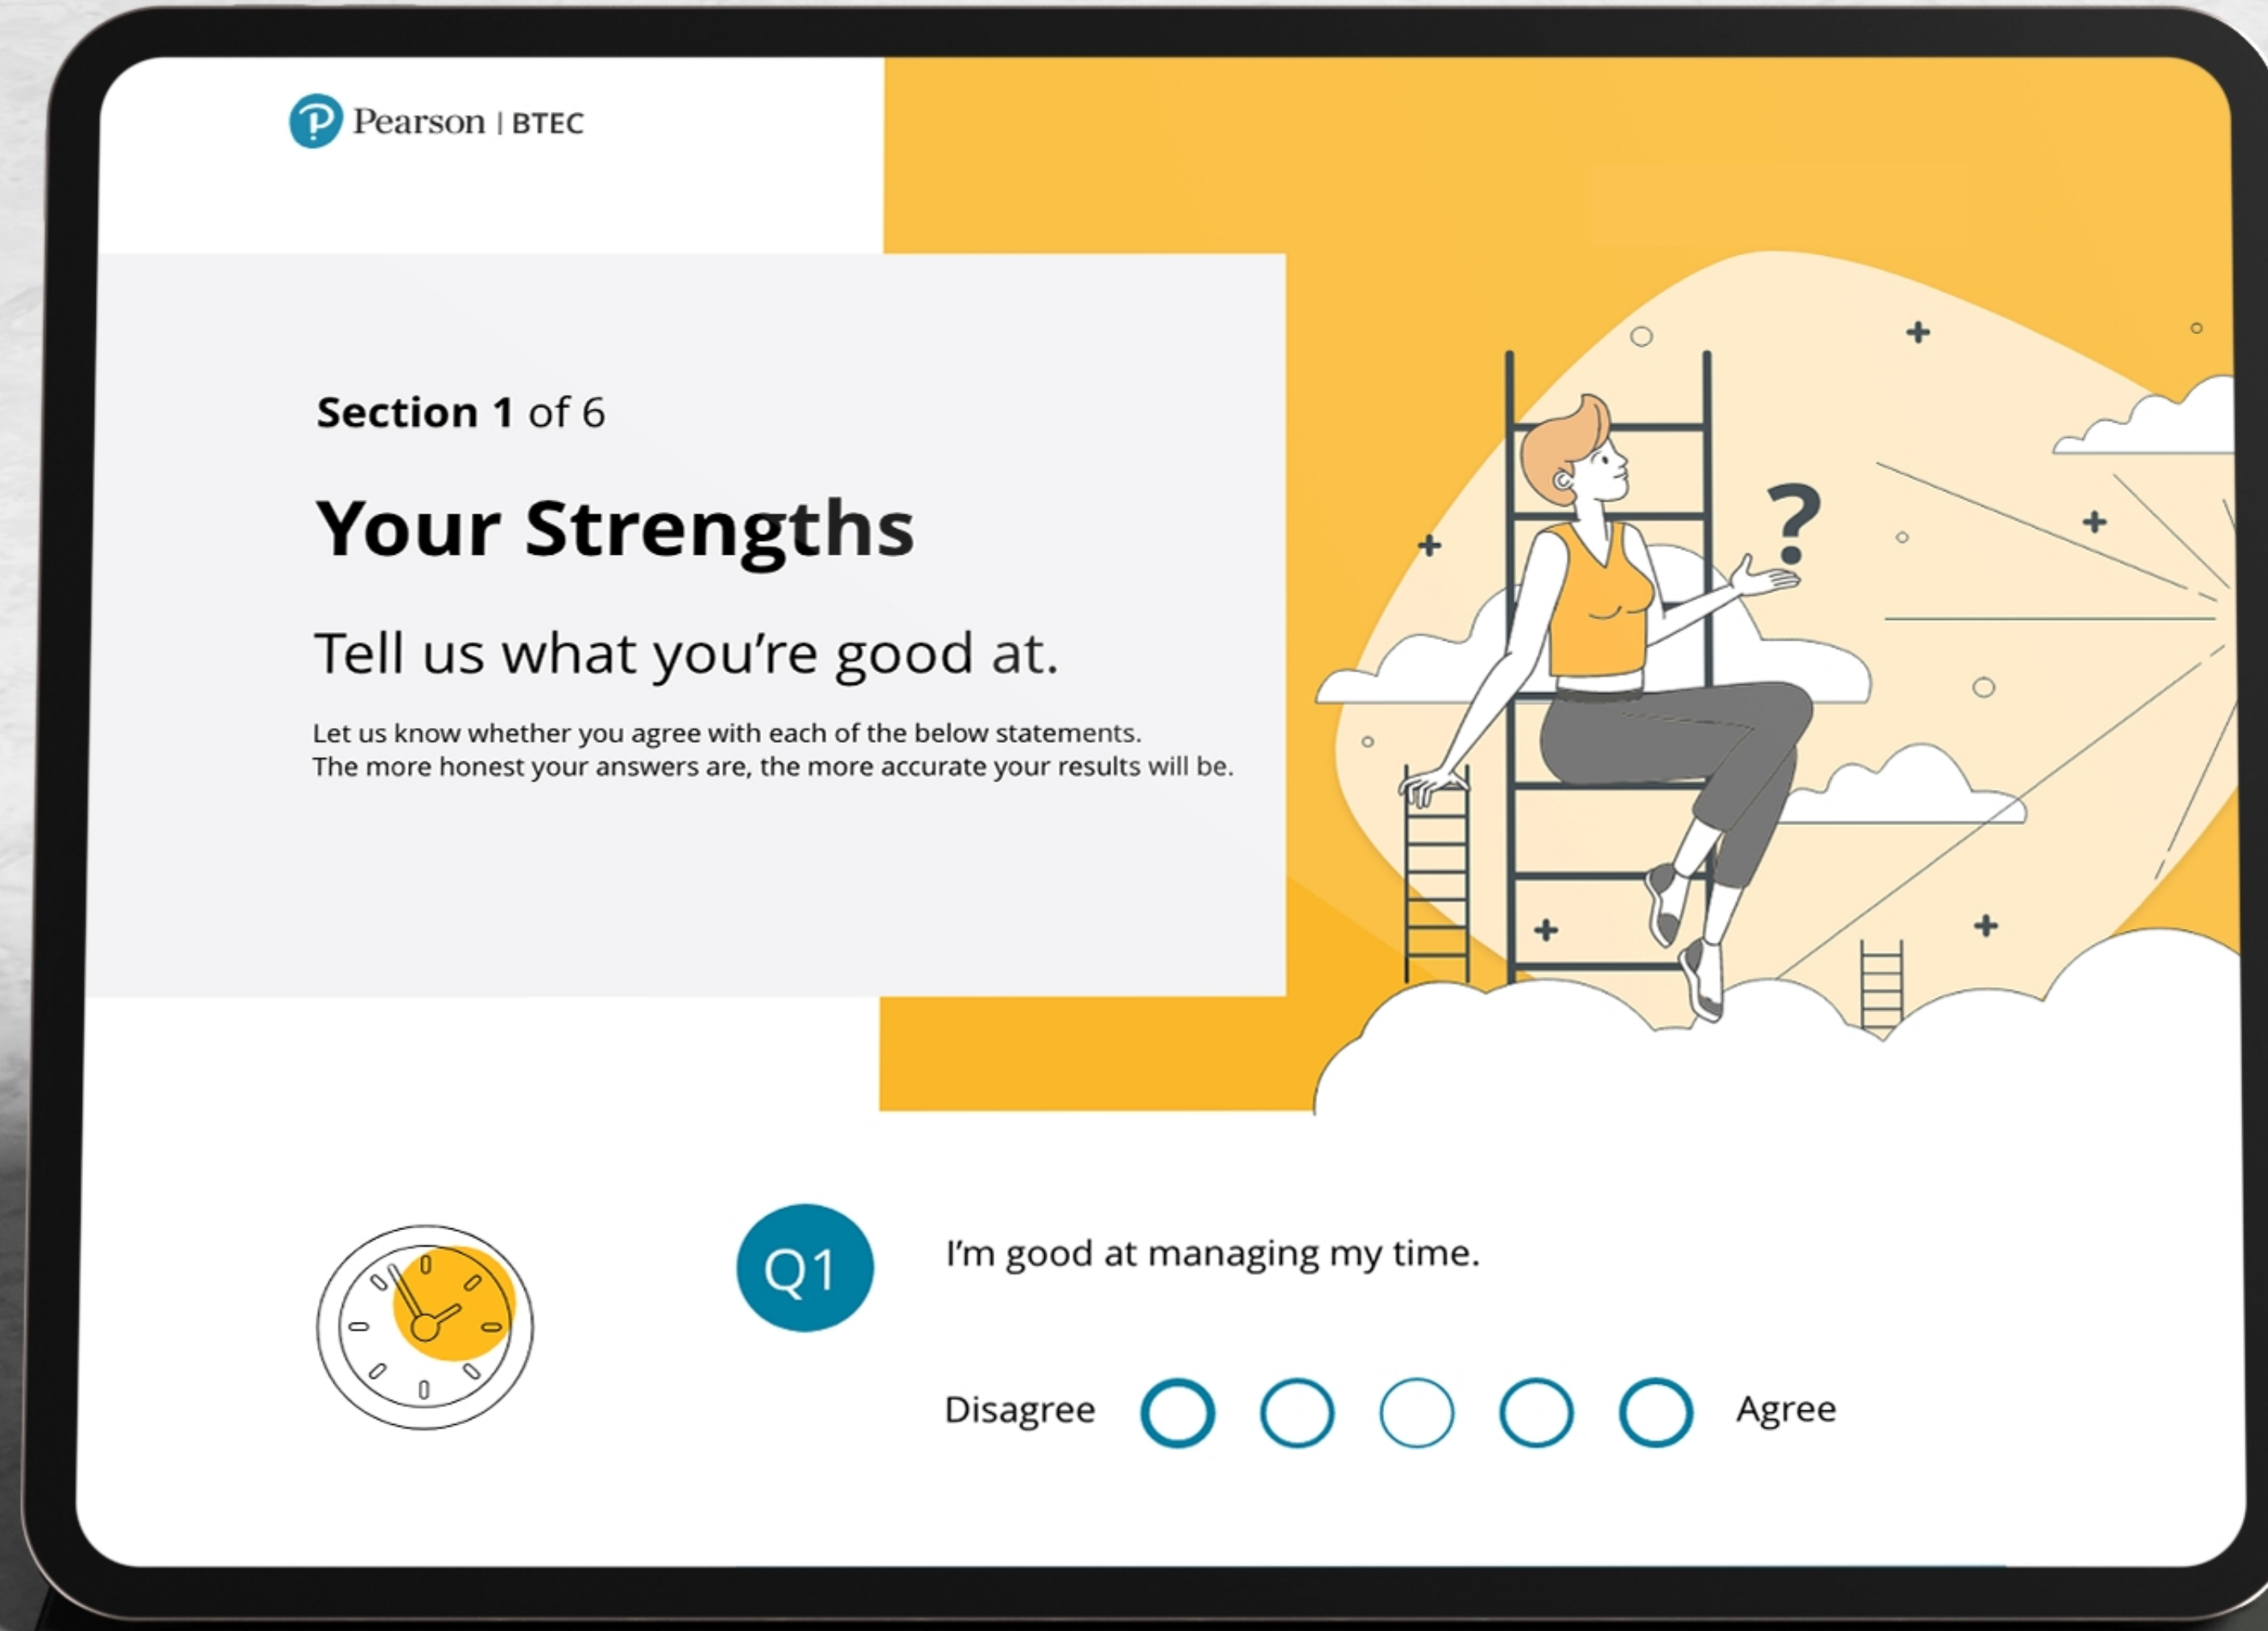 Pearson | BTEC
Section 1 of 6
Your Strengths
Tell us what you’re good at.
Let us know whether you agree with each of the below statements.
The more honest your answers are, the more accurate your results will be.
?
Q1
I’m good at managing my time.
Disagree
Agree